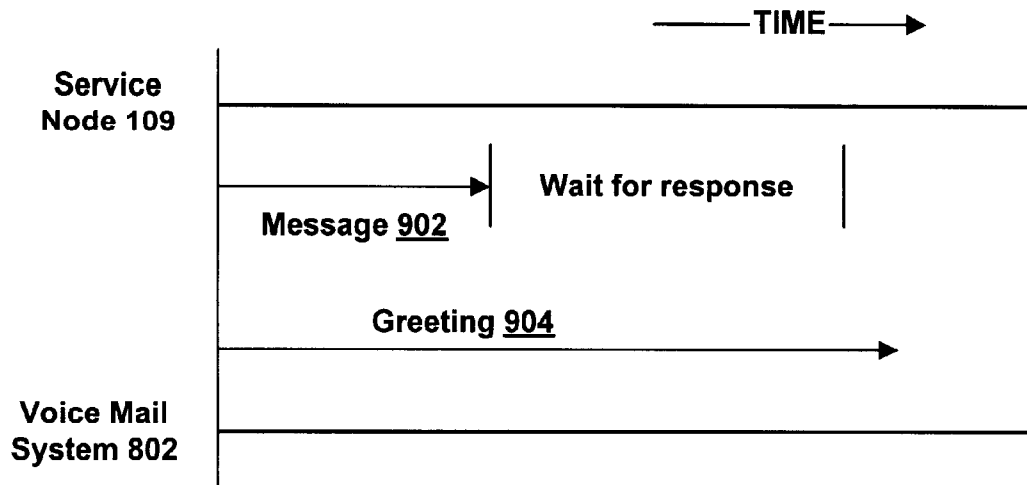 TIME
Service
Node 109
Wait for response
Message 902
Greeting 904
Voice Mail
System 802